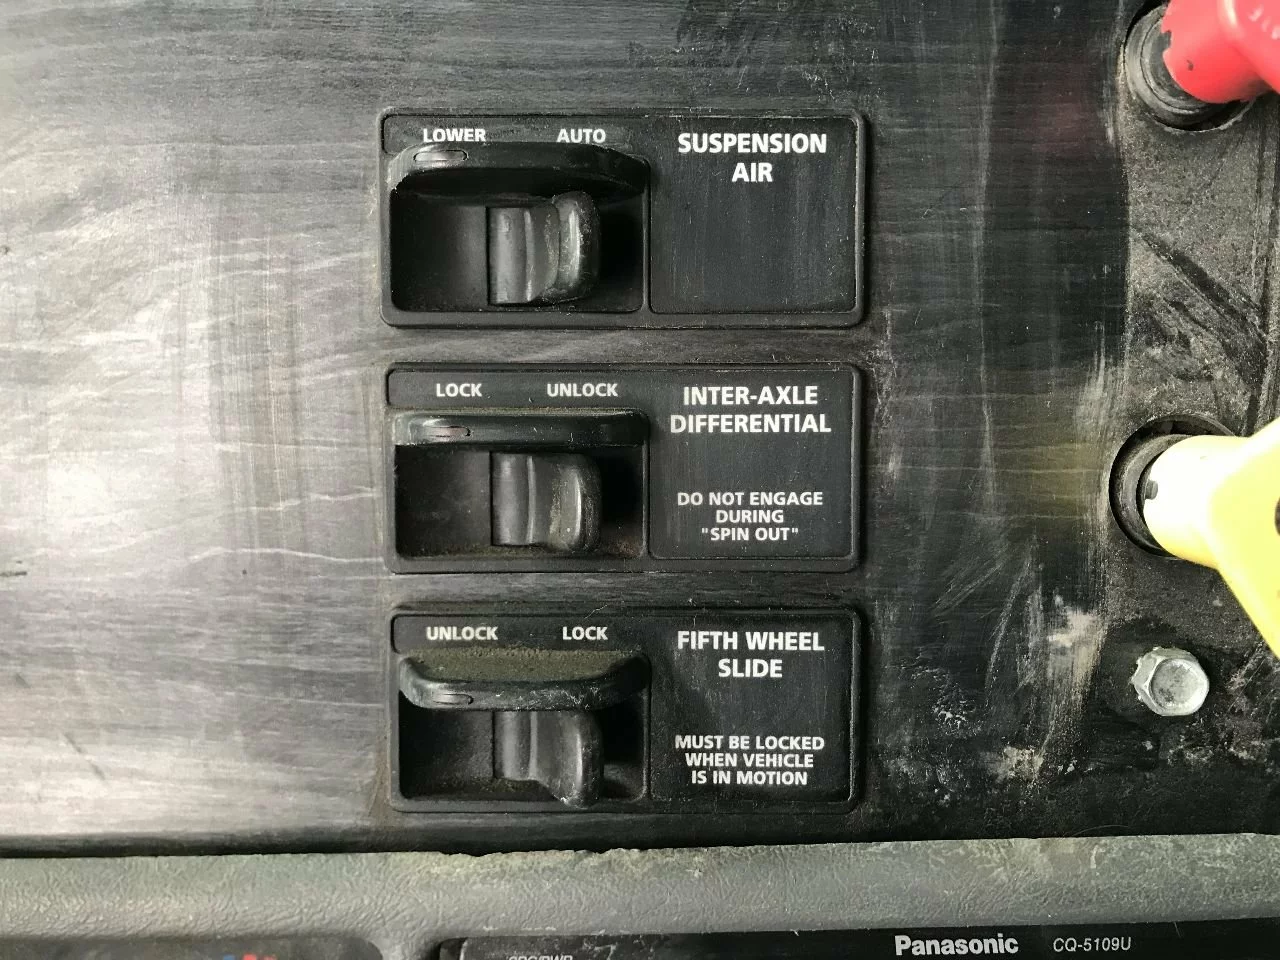 LOWER AUTO
SUSPENSION
AIR
LOCK UNLOCK
INTER-AXLE
DIFFERENTIAL
DO NOT ENGAGE
DURING
"SPIN OUT"
UNLOCK LOCK
FIFTH WHEEL
SLIDE
MUST BE LOCKED
WHEN VEHICLE
IS IN MOTION
Panasonic CQ-5109U